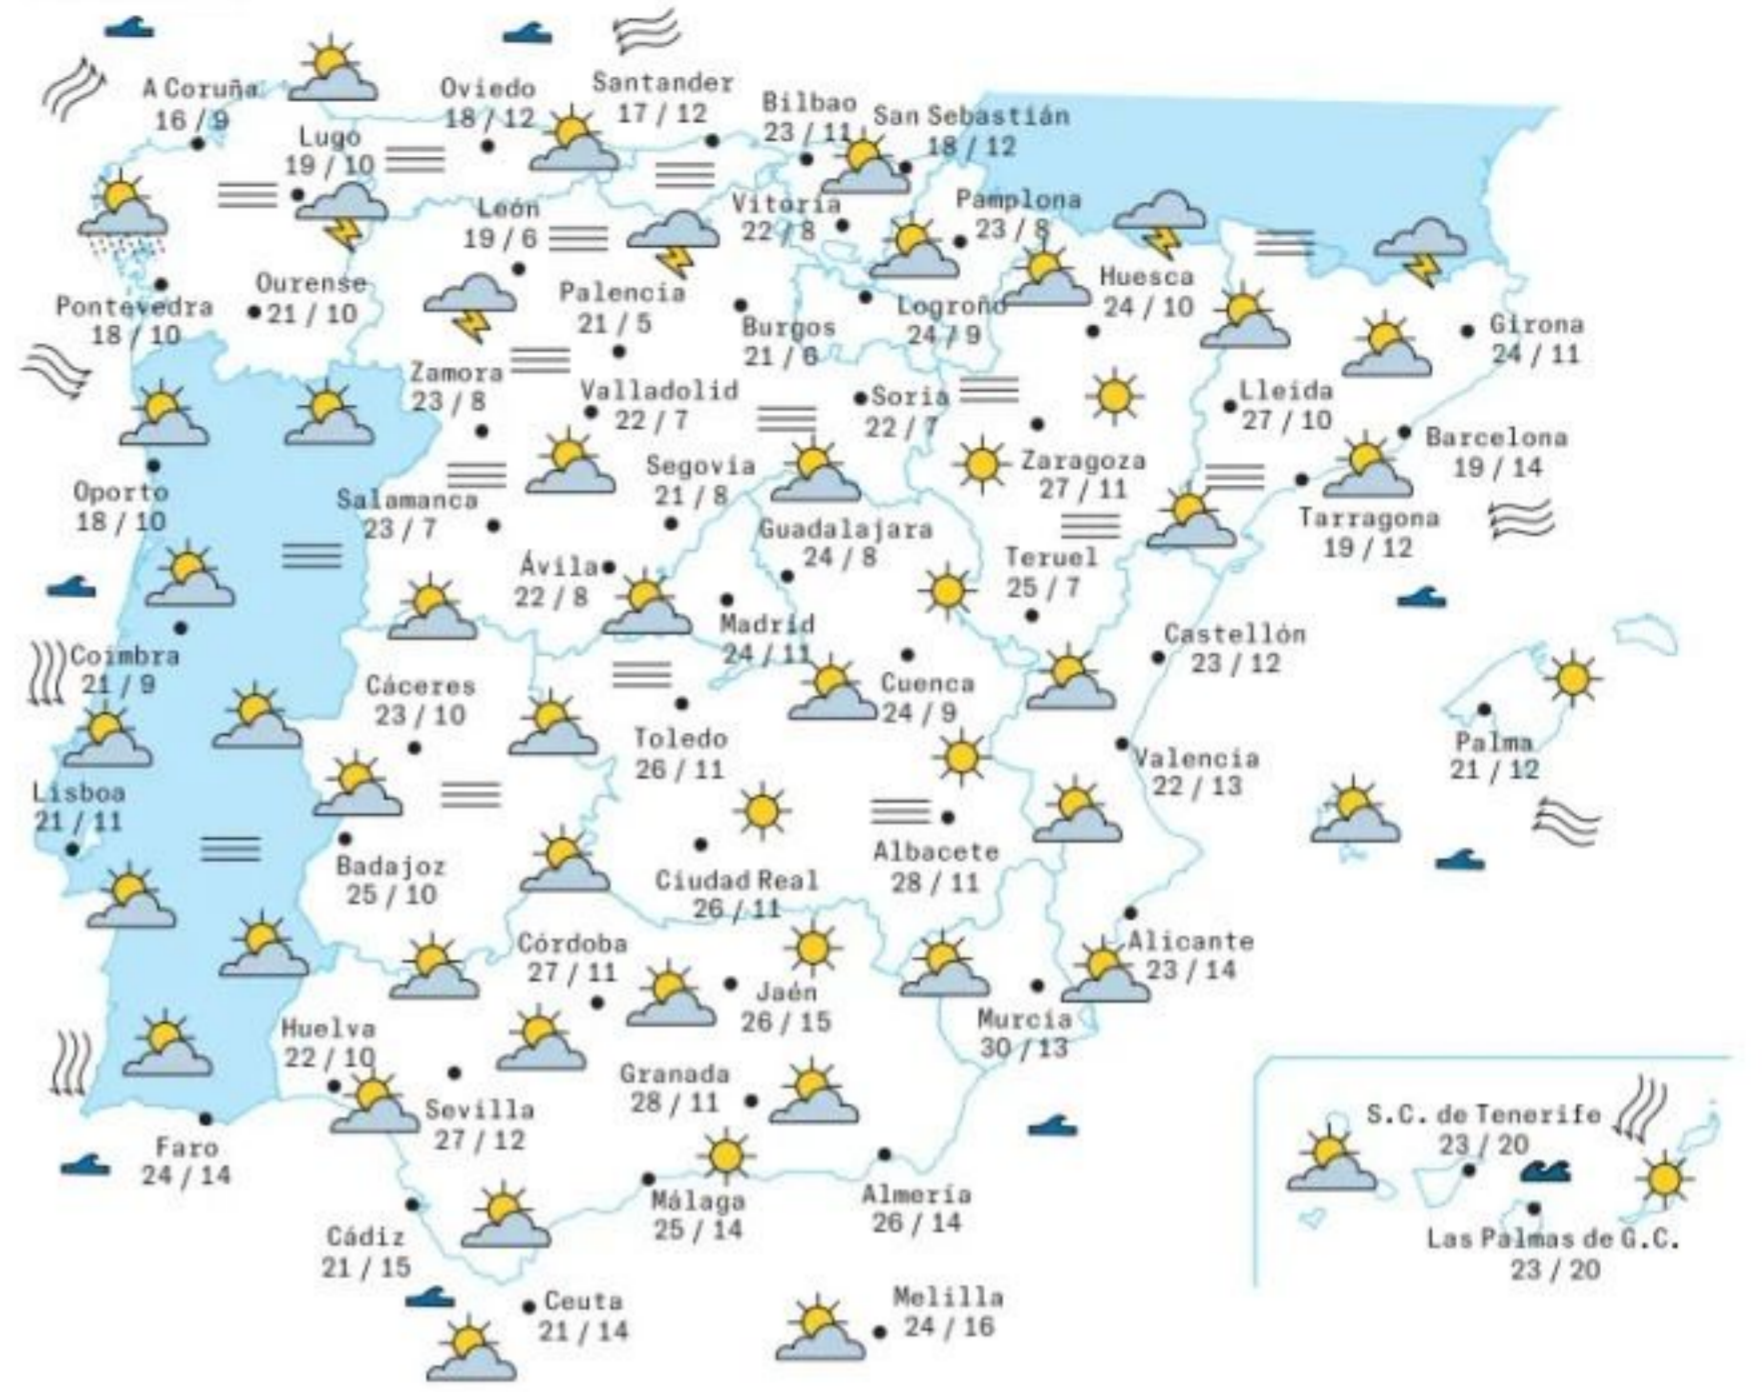 A Coruña
16 / 9
Oviedo
18 / 12
Santander
17 / 12
Bilbao
23 / 11
San Sebastián
18 / 12
Lugo
19 / 10
León
19 / 6
Vitoria
22 / 8
Pamplona
23 / 8
Pontevedra
18 / 10
Ourense
21 / 10
Palencia
21 / 5
Burgos
21 / 6
Logroño
24 / 9
Huesca
24 / 10
Girona
24 / 11
Zamora
23 / 8
Valladolid
22 / 7
Soria
22 / 7
Lleida
27 / 10
Barcelona
19 / 14
Oporto
18 / 10
Salamanca
23 / 7
Segovia
21 / 8
Zaragoza
27 / 11
Tarragona
19 / 12
Guadalajara
24 / 8
Ávila
22 / 8
Teruel
25 / 7
Madrid
24 / 11
Castellón
23 / 12
Coimbra
21 / 9
Cáceres
23 / 10
Cuenca
24 / 9
Toledo
26 / 11
Valencia
22 / 13
Palma
21 / 12
Lisboa
21 / 11
Badajoz
25 / 10
Ciudad Real
26 / 11
Albacete
28 / 11
Córdoba
27 / 11
Jaén
26 / 15
Alicante
23 / 14
Murcia
30 / 13
Huelva
22 / 10
Granada
28 / 11
Sevilla
27 / 12
Faro
24 / 14
Málaga
25 / 14
Almería
26 / 14
Cádiz
21 / 15
Ceuta
21 / 14
Melilla
24 / 16
S.C. de Tenerife
23 / 20
Las Palmas de G.C.
23 / 20